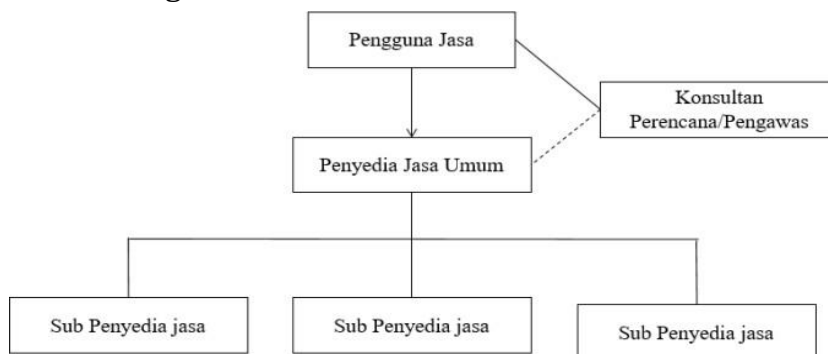 Pengguna Jasa
Konsultan
Perencana/Pengawas
Penyedia Jasa Umum
Sub Penyedia jasa
Sub Penyedia jasa
Sub Penyedia jasa